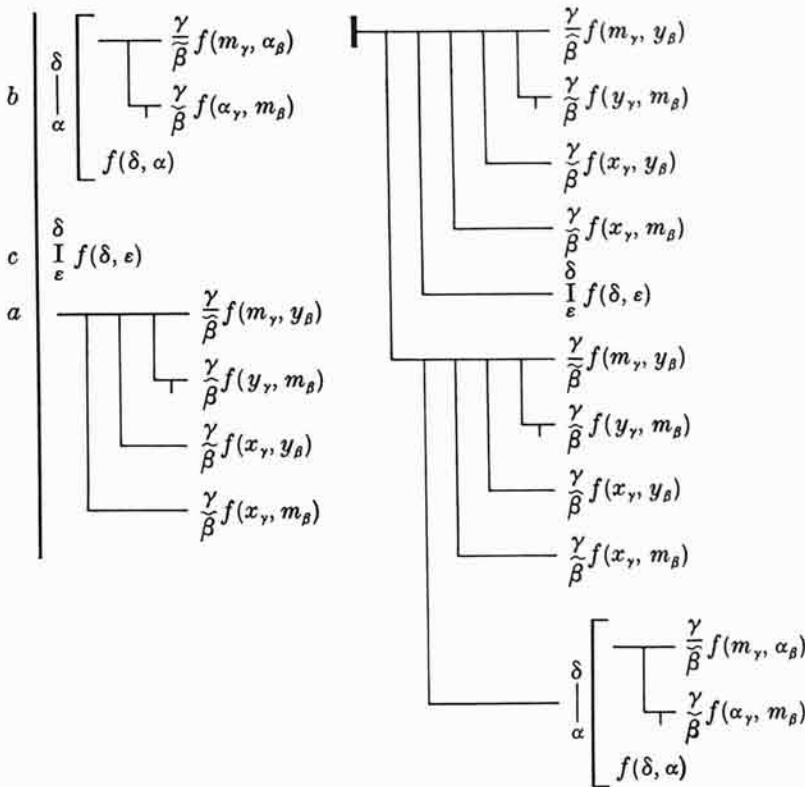 b
δ
α
γ
β̃ f(m_γ, α_β)
γ
β̃ f(α_γ, m_β)
f(δ, α)
c
δ
I f(δ, ε)
ε
a
γ
β̃ f(m_γ, y_β)
γ
β̃ f(y_γ, m_β)
γ
β̃ f(x_γ, y_β)
γ
β̃ f(x_γ, m_β)
γ
β̃ f(m_γ, y_β)
γ
β̃ f(y_γ, m_β)
γ
β̃ f(x_γ, y_β)
γ
β̃ f(x_γ, m_β)
δ
I f(δ, ε)
ε
γ
β̃ f(m_γ, y_β)
γ
β̃ f(y_γ, m_β)
γ
β̃ f(x_γ, y_β)
γ
β̃ f(x_γ, m_β)
δ
α
γ
β̃ f(m_γ, α_β)
γ
β̃ f(α_γ, m_β)
f(δ, α)